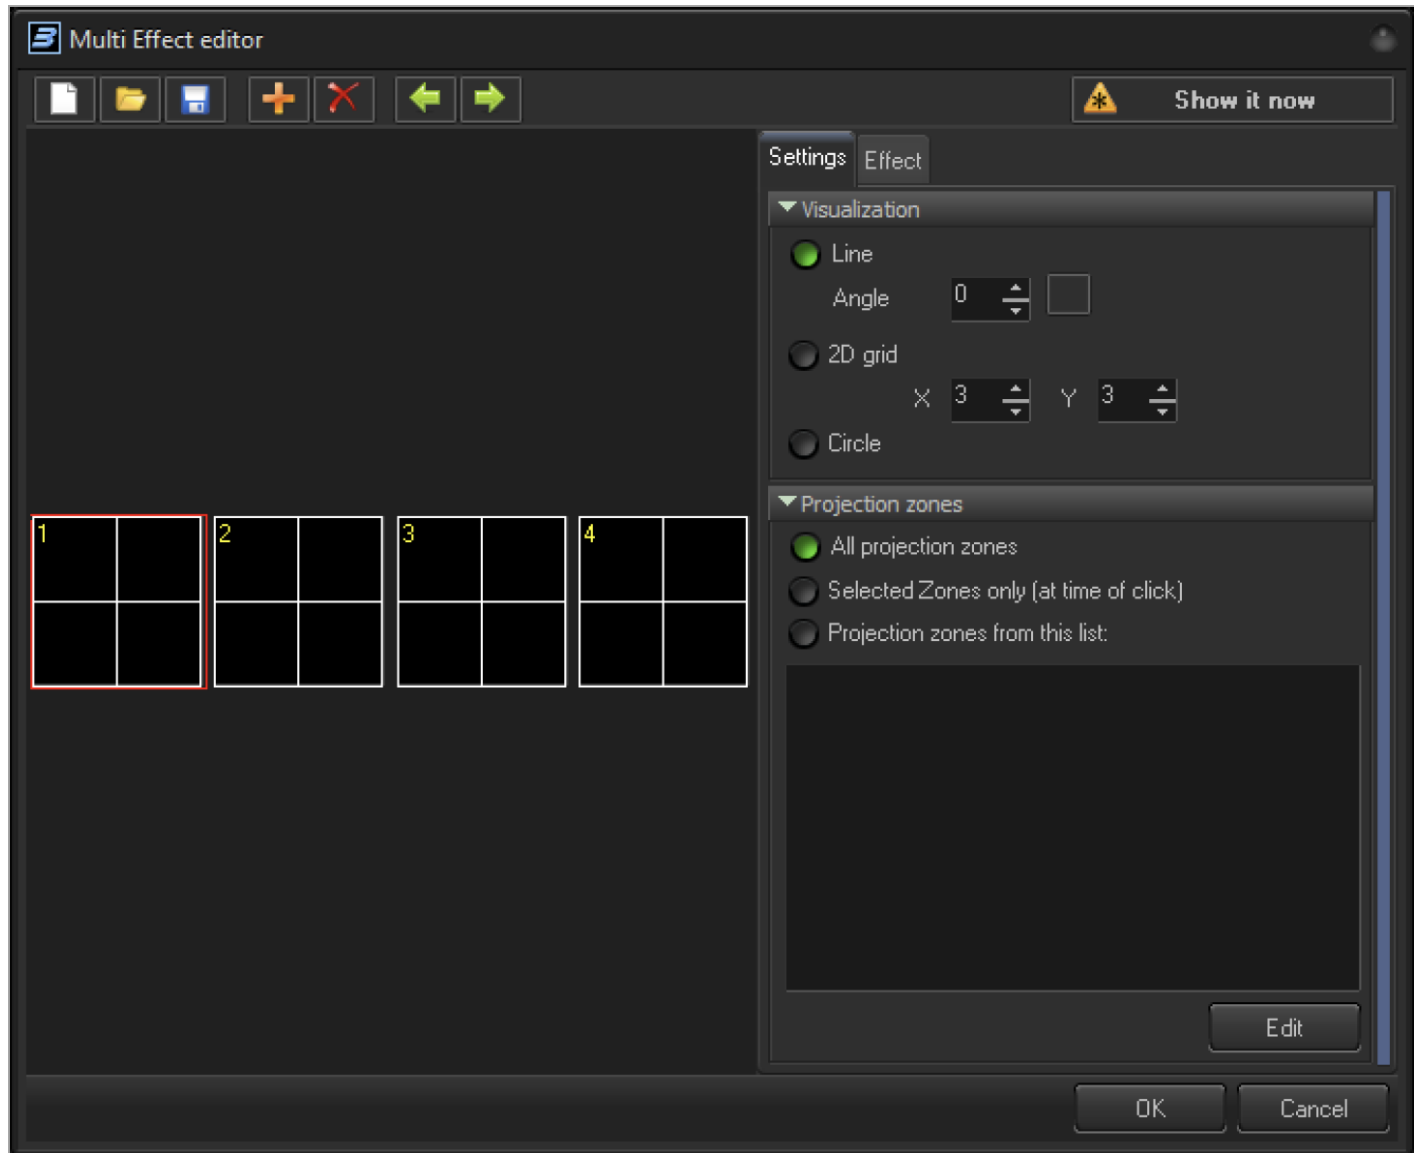 Multi Effect editor
Show it now
Settings
Effect
Visualization
Line
Angle 0
2D grid
X 3 Y 3
Circle
Projection zones
All projection zones
Selected Zones only (at time of click)
Projection zones from this list:
1 2 3 4
Edit
OK Cancel